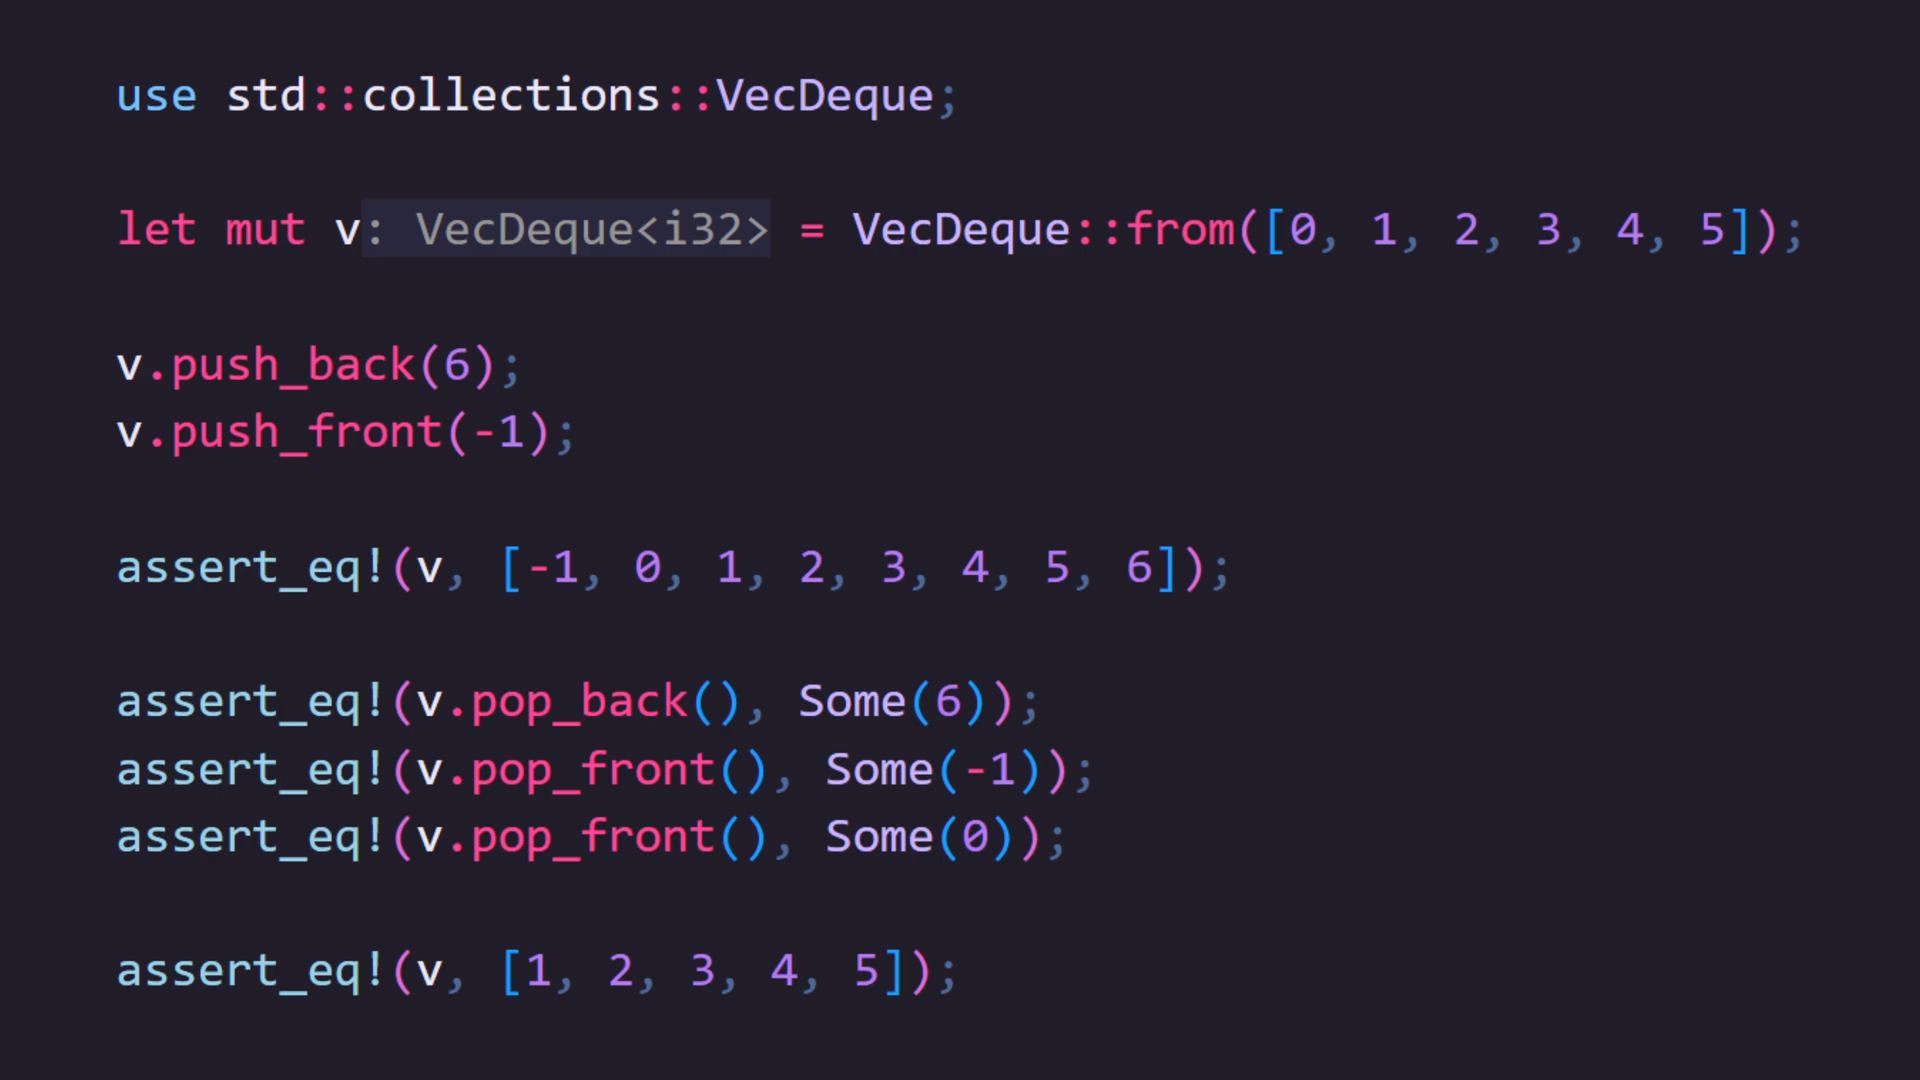 use std::collections::VecDeque;
let mut v: VecDeque<i32> = VecDeque::from([0, 1, 2, 3, 4, 5]);
v.push_back(6);
v.push_front(-1);
assert_eq!(v, [-1, 0, 1, 2, 3, 4, 5, 6]);
assert_eq!(v.pop_back(), Some(6));
assert_eq!(v.pop_front(), Some(-1));
assert_eq!(v.pop_front(), Some(0));
assert_eq!(v, [1, 2, 3, 4, 5]);